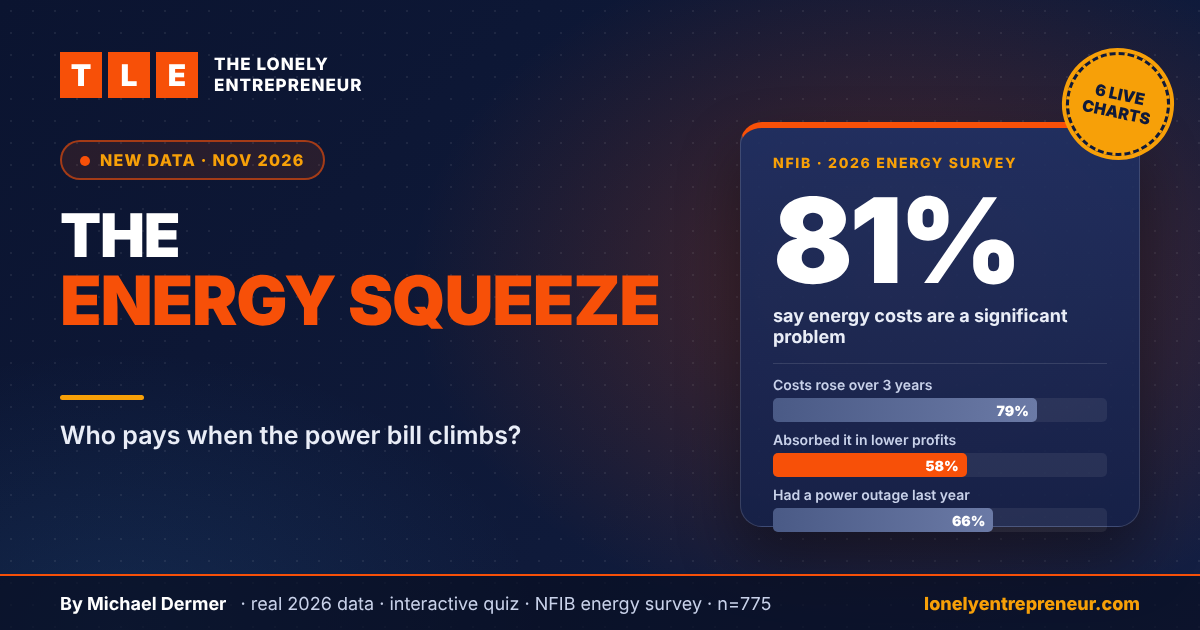 T L E
THE LONELY
ENTREPRENEUR
NEW DATA · NOV 2026
THE
ENERGY SQUEEZE
Who pays when the power bill climbs?
6 LIVE
CHARTS
NFIB · 2026 ENERGY SURVEY
81%
say energy costs are a significant
problem
Costs rose over 3 years
79%
Absorbed it in lower profits
58%
Had a power outage last year
66%
By Michael Dermer · real 2026 data · interactive quiz · NFIB energy survey · n=775
lonelyentrepreneur.com